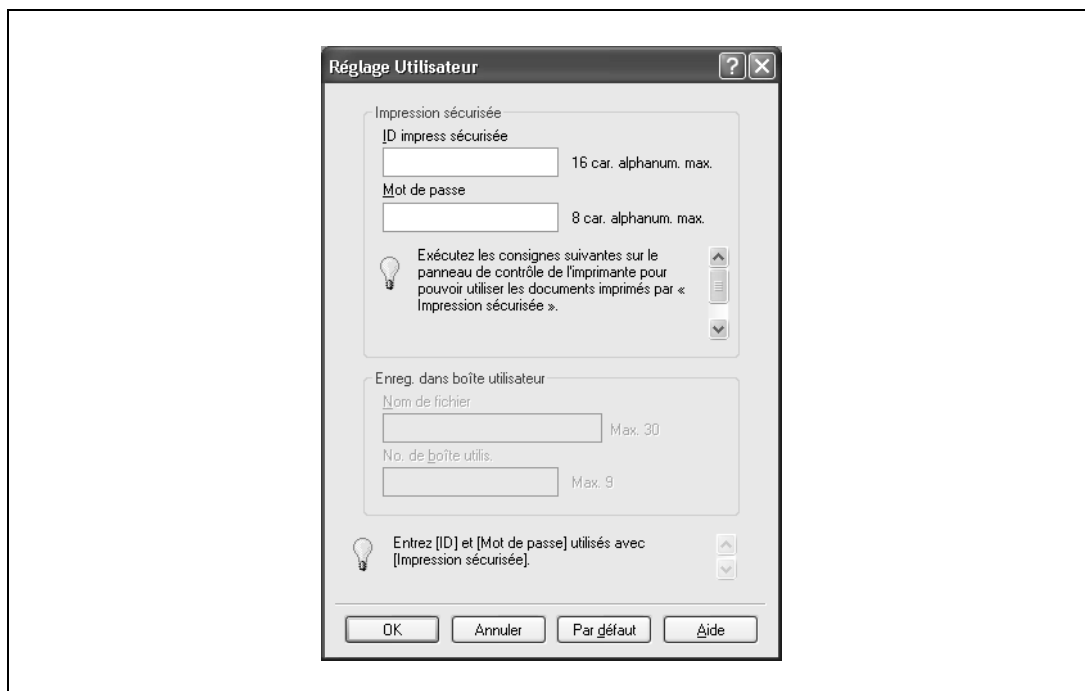 Réglage Utilisateur
Impression sécurisée
ID impress sécurisée
16 car. alphanum. max.
Mot de passe
8 car. alphanum. max.
Exécutez les consignes suivantes sur le
panneau de contrôle de l'imprimante pour
pouvoir utiliser les documents imprimés par «
Impression sécurisée ».
Enreg. dans boîte utilisateur
Nom de fichier
Max. 30
No. de boîte utilis.
Max. 9
Entrez [ID] et [Mot de passe] utilisés avec
[Impression sécurisée].
OK Annuler Par défaut Aide